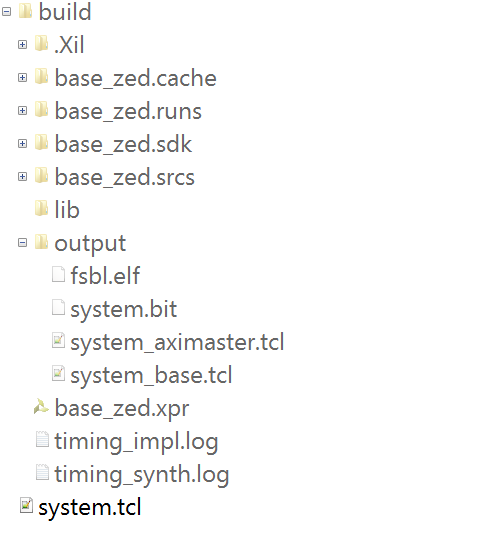 build
.Xil
base_zed.cache
base_zed.runs
base_zed.sdk
base_zed.srcs
lib
output
fsbl.elf
system.bit
system_aximaster.tcl
system_base.tcl
base_zed.xpr
timing_impl.log
timing_synth.log
system.tcl